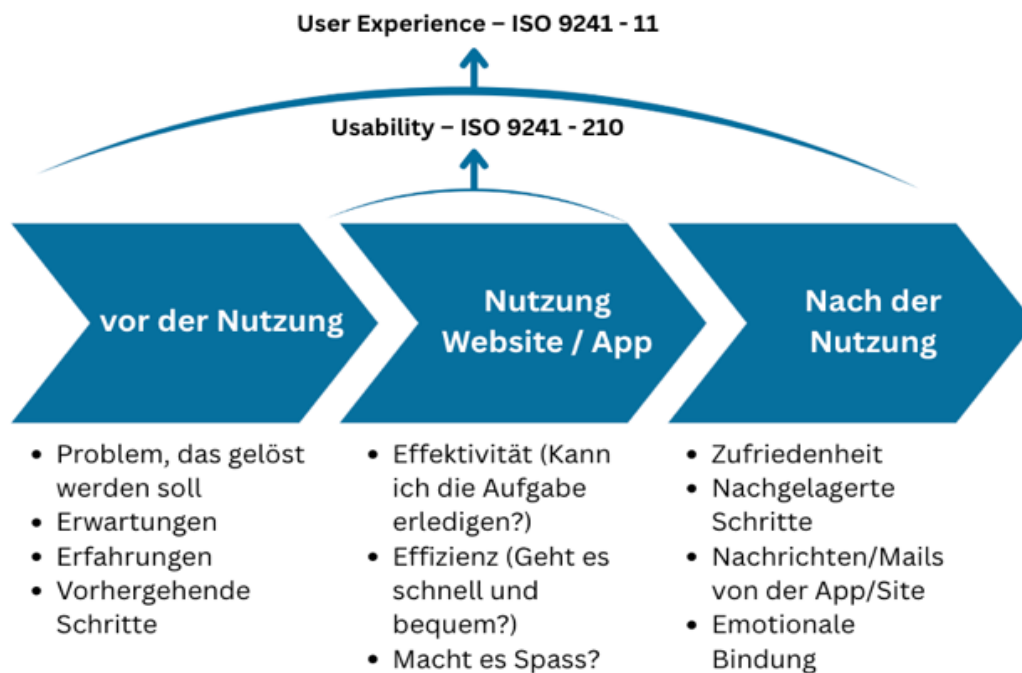 User Experience – ISO 9241 - 11
Usability – ISO 9241 - 210
vor der Nutzung
Nutzung
Website / App
Nach der
Nutzung
• Problem, das gelöst
werden soll
• Erwartungen
• Erfahrungen
• Vorhergehende
Schritte
• Effektivität (Kann
ich die Aufgabe
erledigen?)
• Effizienz (Geht es
schnell und
bequem?)
• Macht es Spass?
• Zufriedenheit
• Nachgelagerte
Schritte
• Nachrichten/Mails
von der App/Site
• Emotionale
Bindung